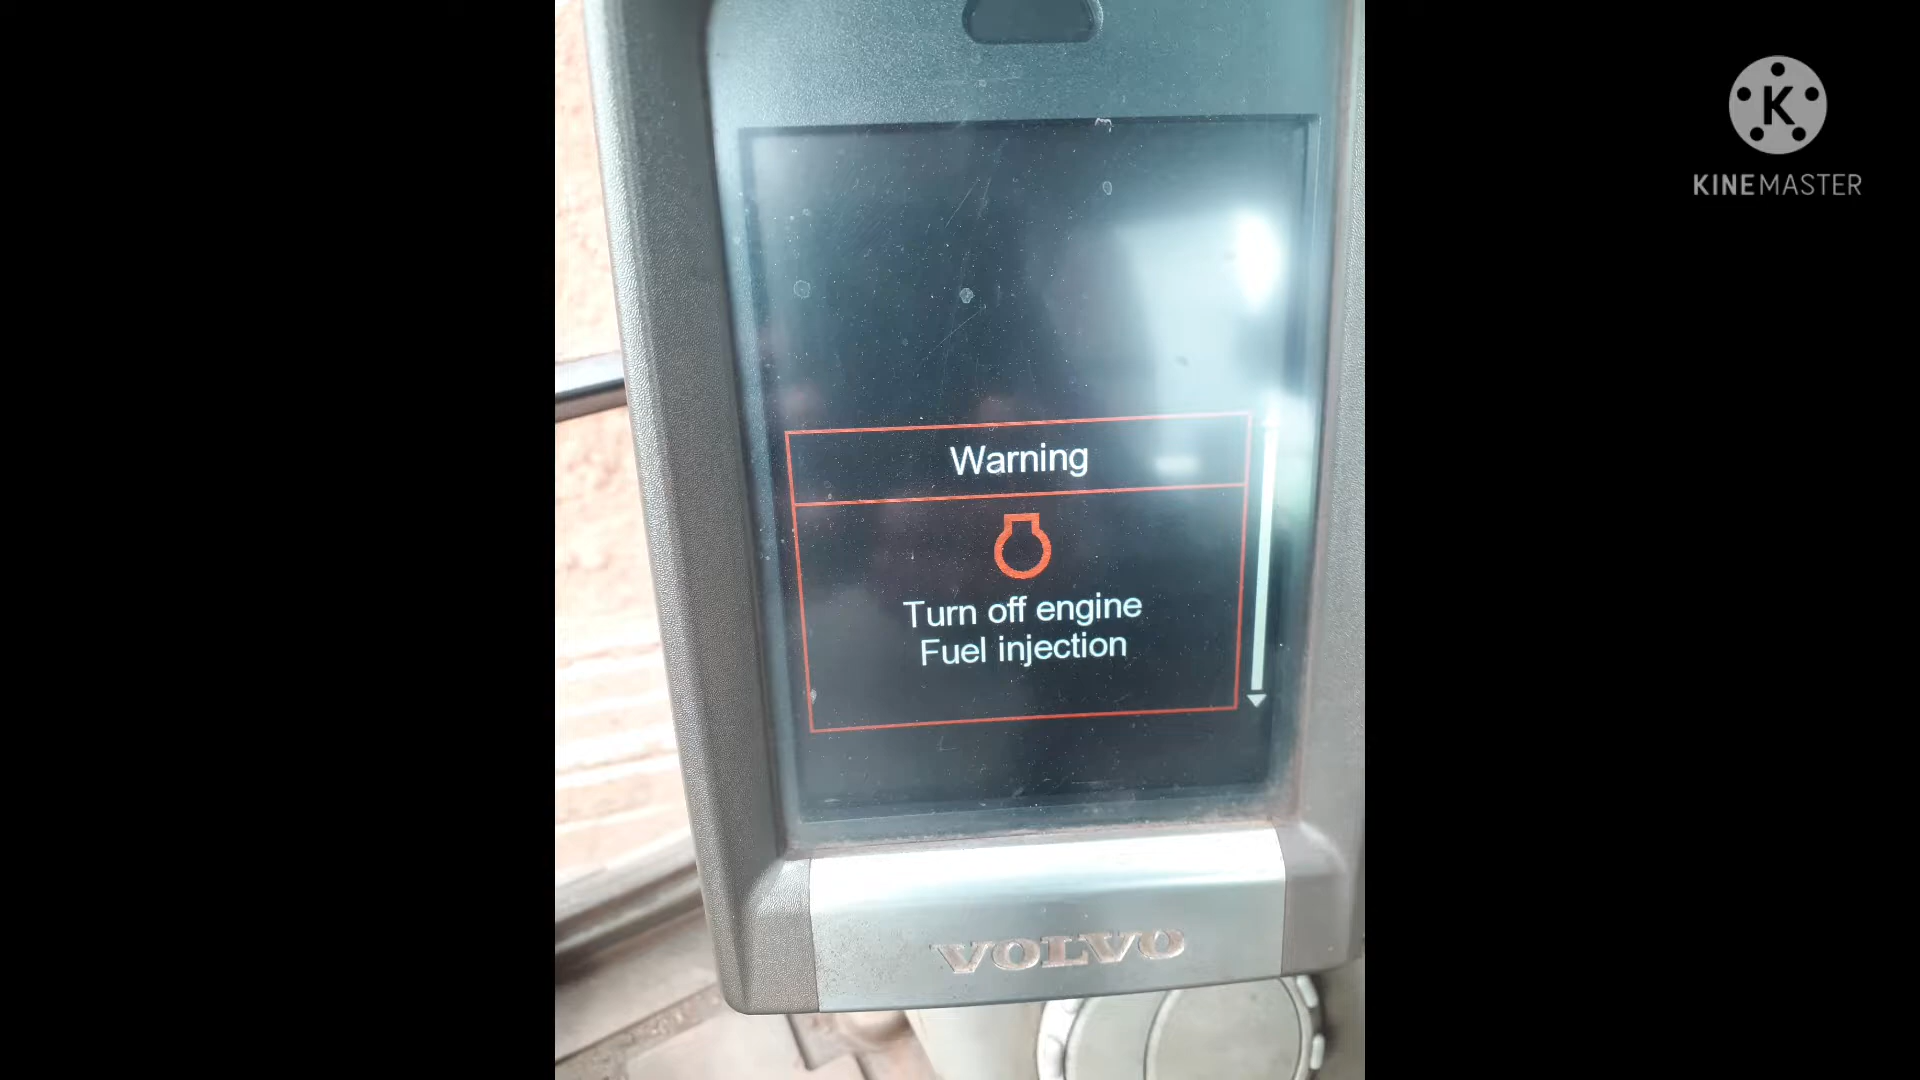 K
KINEMASTER
Warning
Turn off engine
Fuel injection
VOLVO